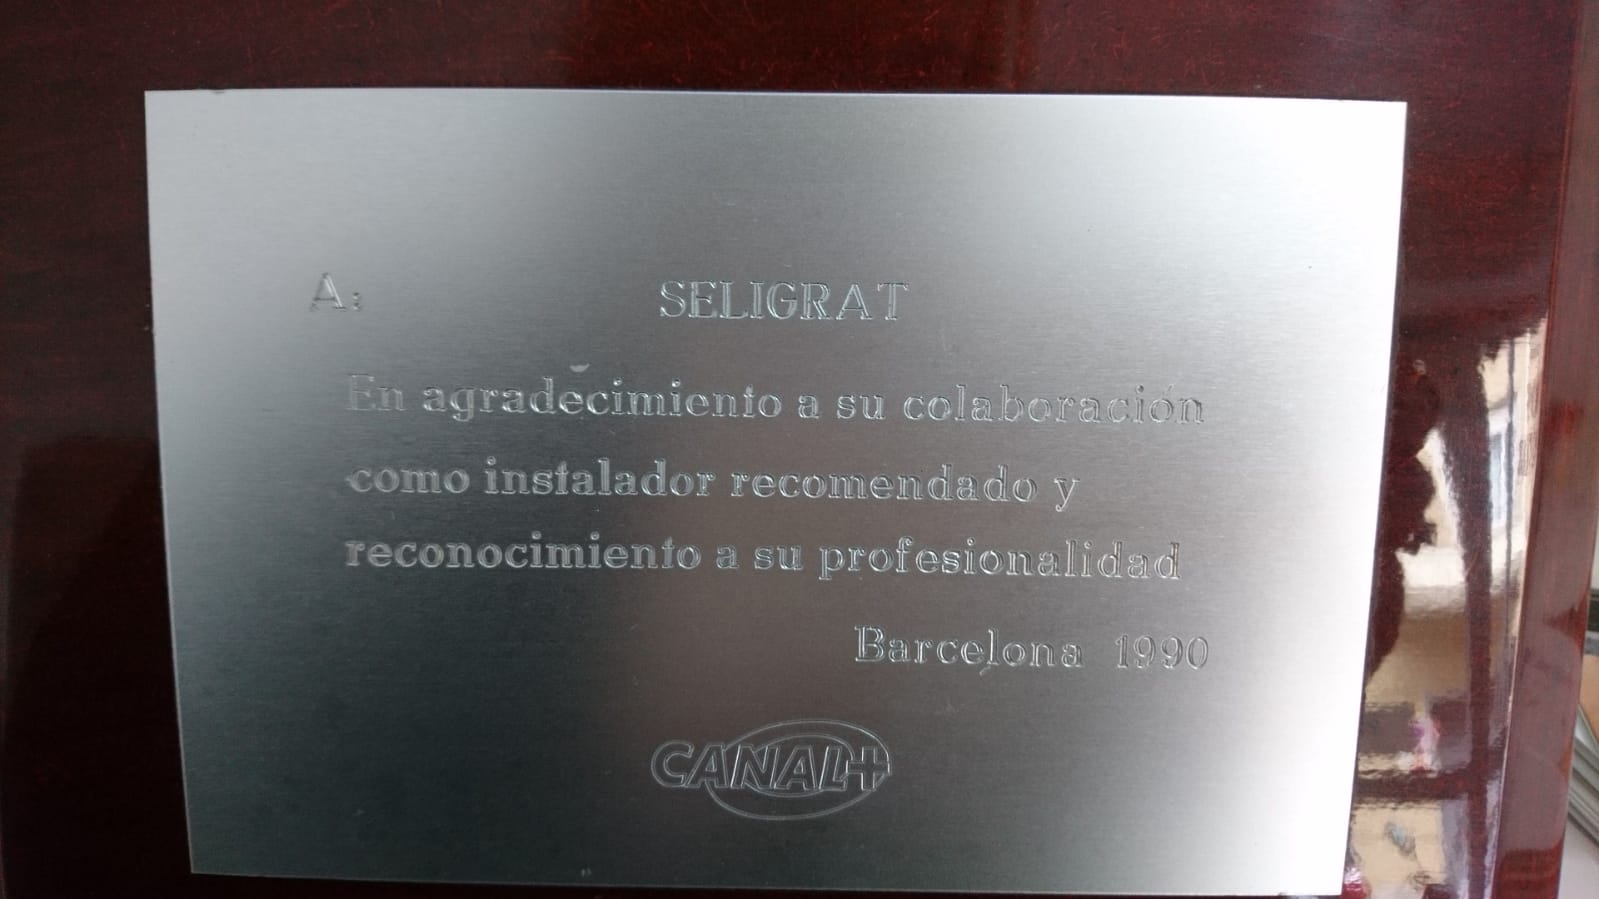 A: SELIGRAT
En agradecimiento a su colaboración
como instalador recomendado y
reconocimiento a su profesionalidad
Barcelona 1990
CANAL+